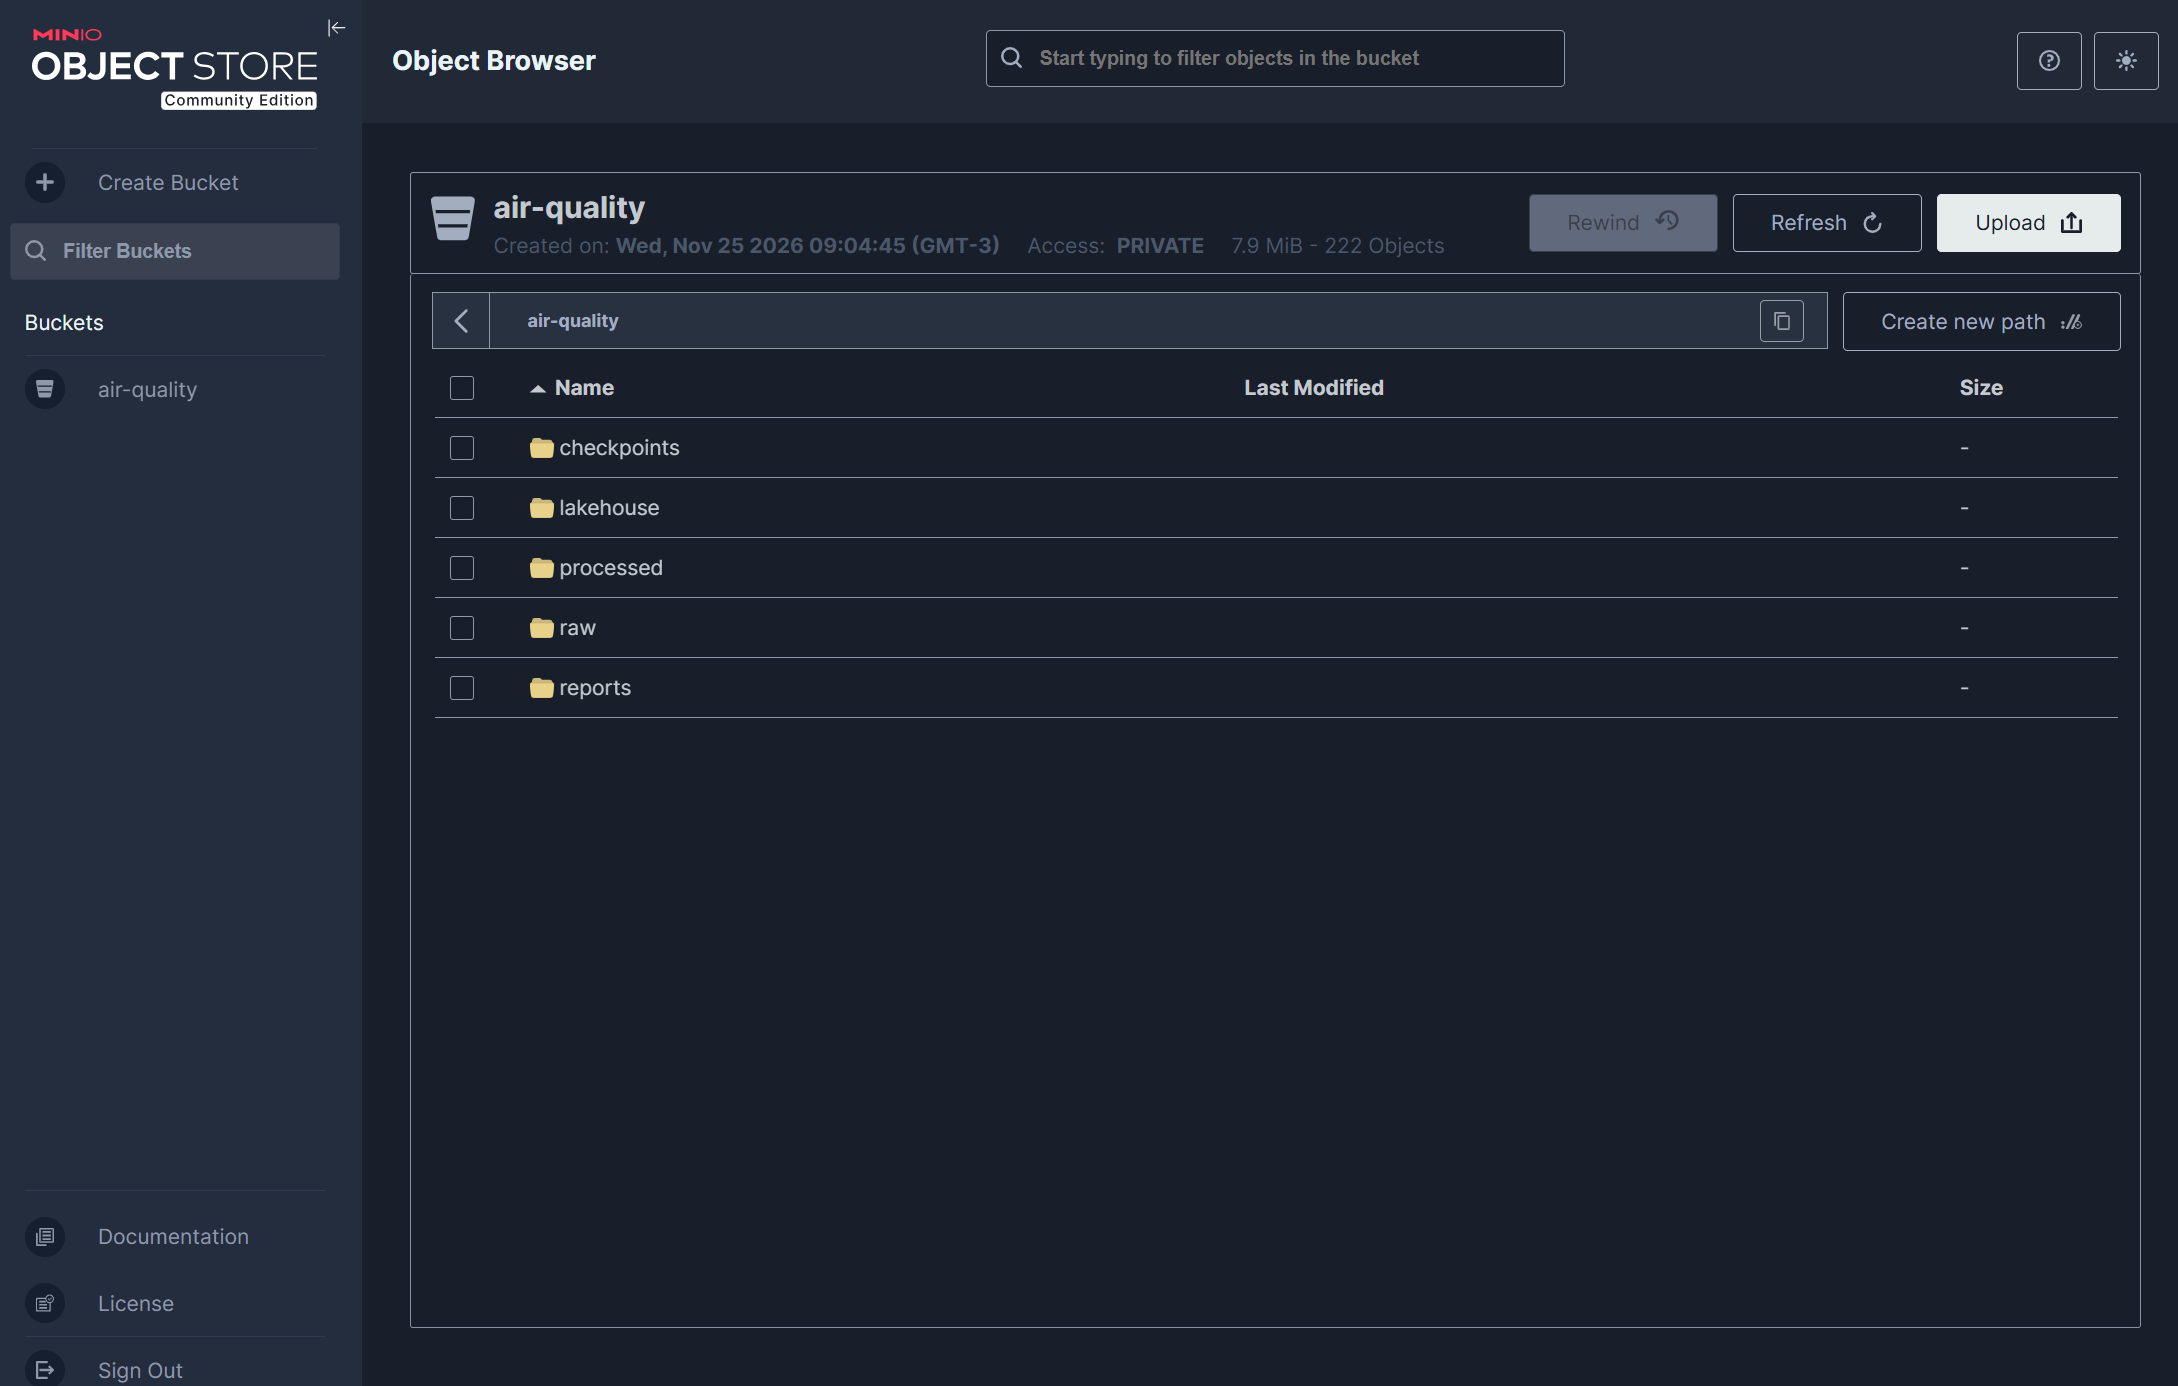 MINIO
OBJECT STORE
Community Edition
Create Bucket
Filter Buckets
Buckets
air-quality
Documentation
License
Sign Out
Object Browser
Start typing to filter objects in the bucket
air-quality
Created on: Wed, Nov 25 2026 09:04:45 (GMT-3) Access: PRIVATE 7.9 MiB - 222 Objects
Rewind
Refresh
Upload
air-quality
Create new path
Name Last Modified Size
checkpoints -
lakehouse -
processed -
raw -
reports -